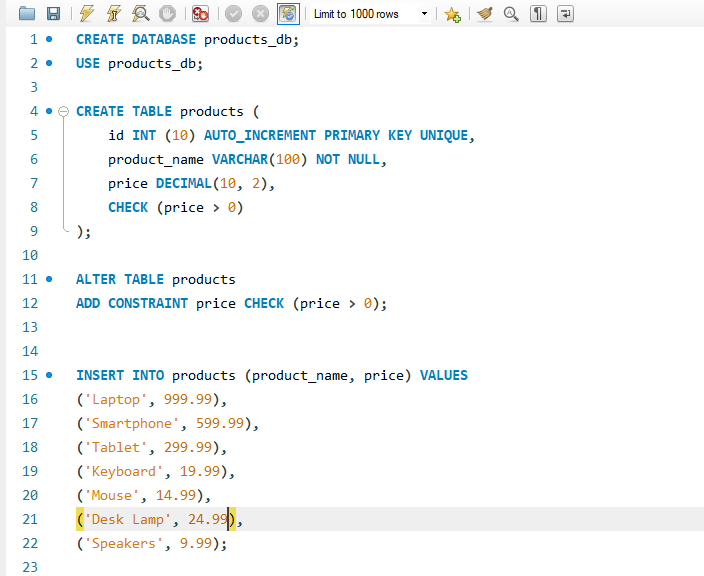 Limit to 1000 rows
1 CREATE DATABASE products_db;
2 USE products_db;
3
4 CREATE TABLE products (
5 id INT (10) AUTO_INCREMENT PRIMARY KEY UNIQUE,
6 product_name VARCHAR(100) NOT NULL,
7 price DECIMAL(10, 2),
8 CHECK (price > 0)
9 );
10
11 ALTER TABLE products
12 ADD CONSTRAINT price CHECK (price > 0);
13
14
15 INSERT INTO products (product_name, price) VALUES
16 ('Laptop', 999.99),
17 ('Smartphone', 599.99),
18 ('Tablet', 299.99),
19 ('Keyboard', 19.99),
20 ('Mouse', 14.99),
21 ('Desk Lamp', 24.99),
22 ('Speakers', 9.99);
23